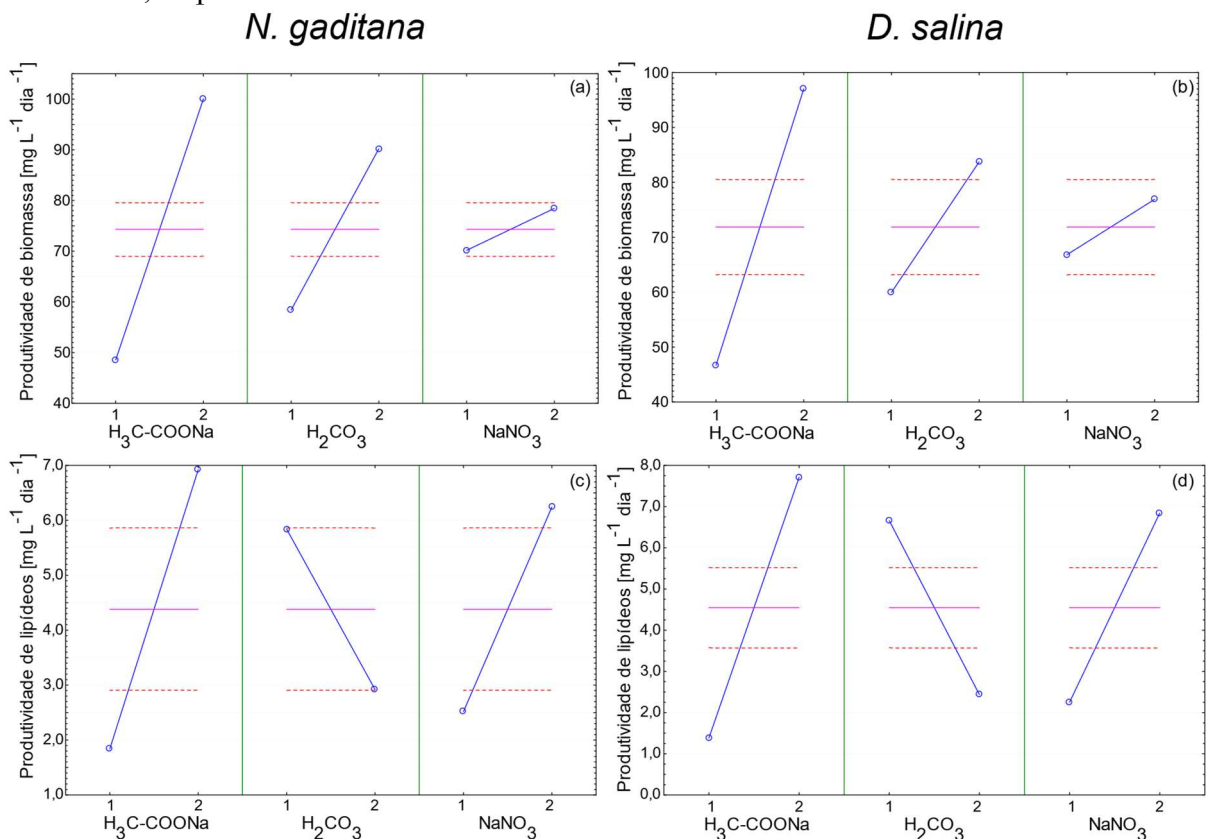 N. gaditana
D. salina
Produtividade de biomassa [mg L⁻¹ dia⁻¹]
100
90
80
70
60
50
40
(a)
1 2 1 2 1 2
H₃C-COONa H₂CO₃ NaNO₃
Produtividade de biomassa [mg L⁻¹ dia⁻¹]
100
90
80
70
60
50
40
(b)
1 2 1 2 1 2
H₃C-COONa H₂CO₃ NaNO₃
Produtividade de lipídeos [mg L⁻¹ dia⁻¹]
7,0
6,0
5,0
4,0
3,0
2,0
1,0
(c)
1 2 1 2 1 2
H₃C-COONa H₂CO₃ NaNO₃
Produtividade de lipídeos [mg L⁻¹ dia⁻¹]
8,0
7,0
6,0
5,0
4,0
3,0
2,0
1,0
0,0
(d)
1 2 1 2 1 2
H₃C-COONa H₂CO₃ NaNO₃